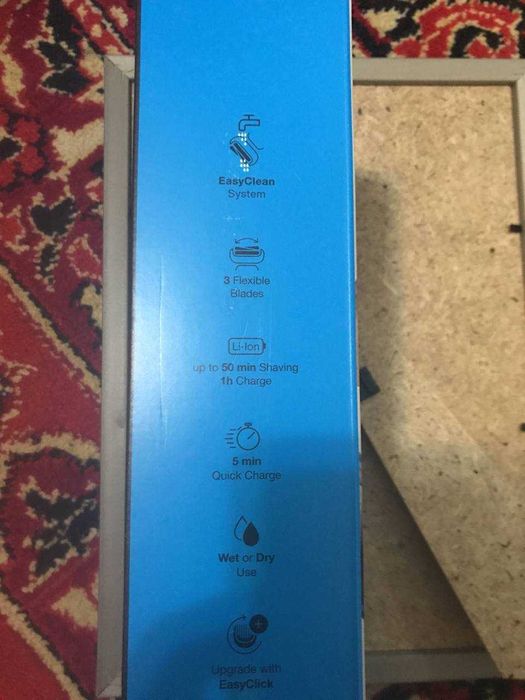 EasyClean
System
3 Flexible
Blades
Li-Ion
up to 50 min Shaving
1h Charge
5 min
Quick Charge
Wet or Dry
Use
Upgrade with
EasyClick